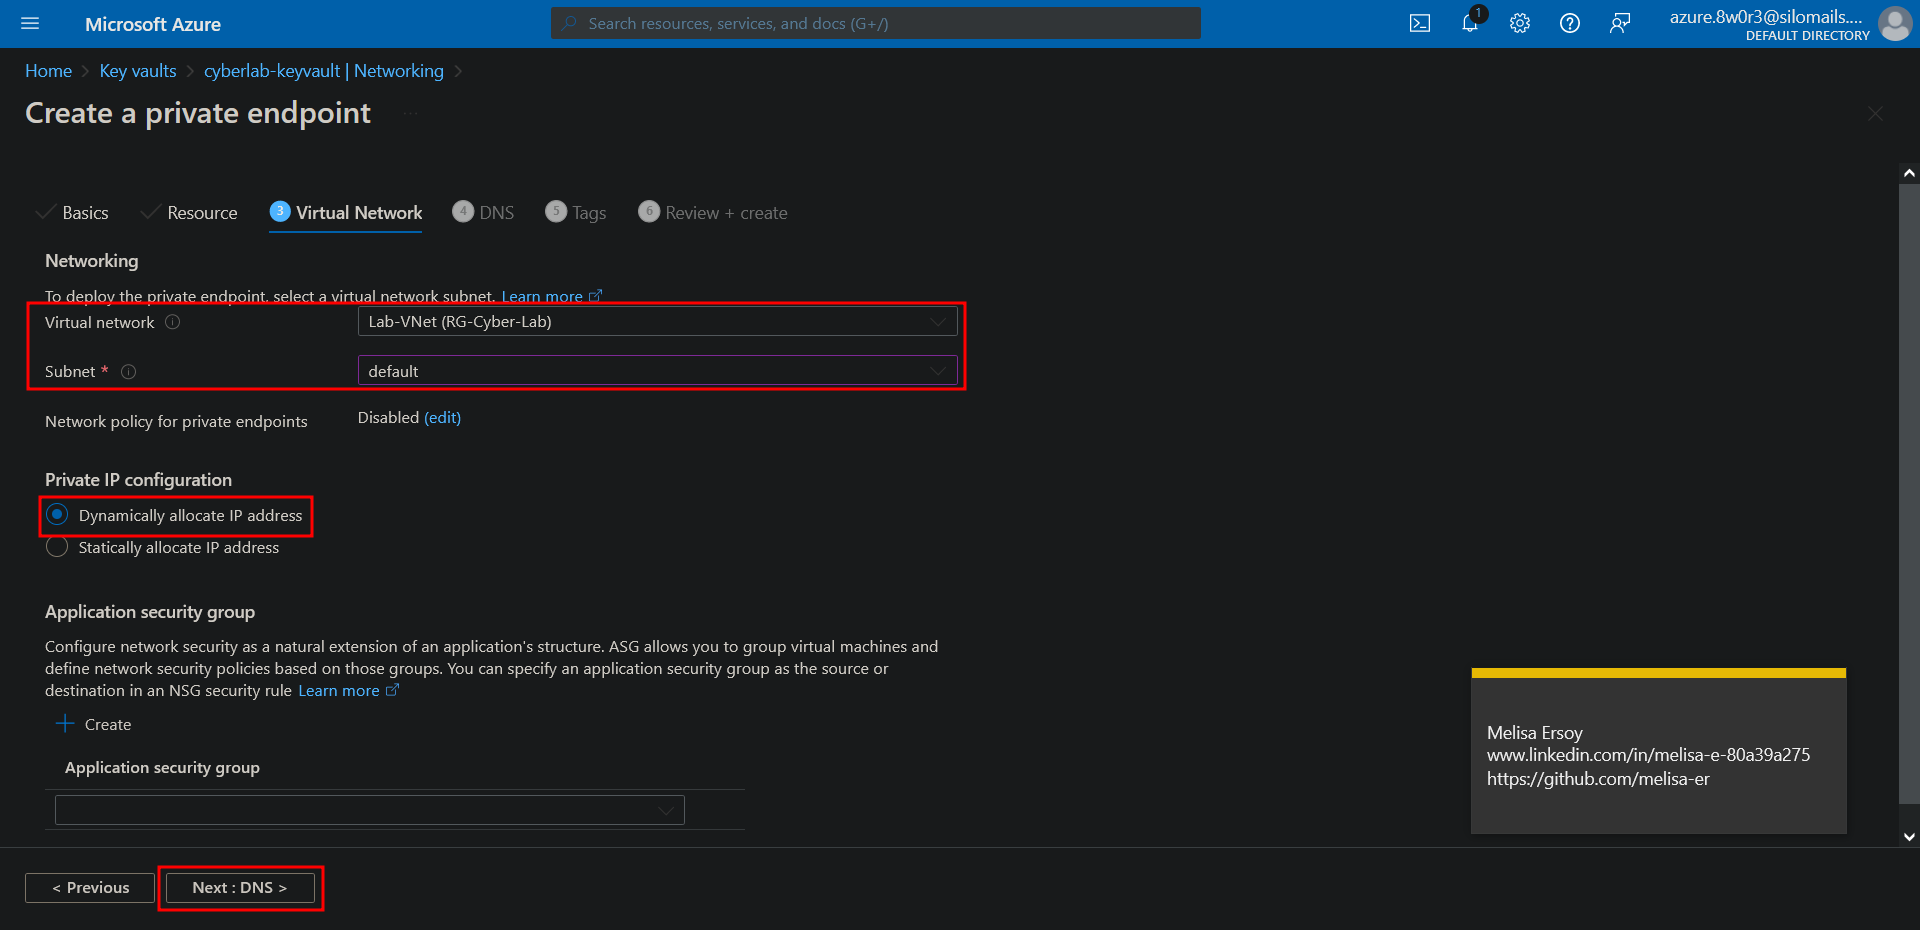 Microsoft Azure
Search resources, services, and docs (G+/)
1
azure.8w0r3@silomails....
DEFAULT DIRECTORY
Home > Key vaults > cyberlab-keyvault | Networking >
Create a private endpoint ...
Basics
Resource
3 Virtual Network
4 DNS
5 Tags
6 Review + create
Networking
To deploy the private endpoint, select a virtual network subnet. Learn more
Virtual network
Lab-VNet (RG-Cyber-Lab)
Subnet *
default
Network policy for private endpoints
Disabled (edit)
Private IP configuration
Dynamically allocate IP address
Statically allocate IP address
Application security group
Configure network security as a natural extension of an application's structure. ASG allows you to group virtual machines and
define network security policies based on those groups. You can specify an application security group as the source or
destination in an NSG security rule Learn more
Create
Application security group
Melisa Ersoy
www.linkedin.com/in/melisa-e-80a39a275
https://github.com/melisa-er
< Previous
Next : DNS >